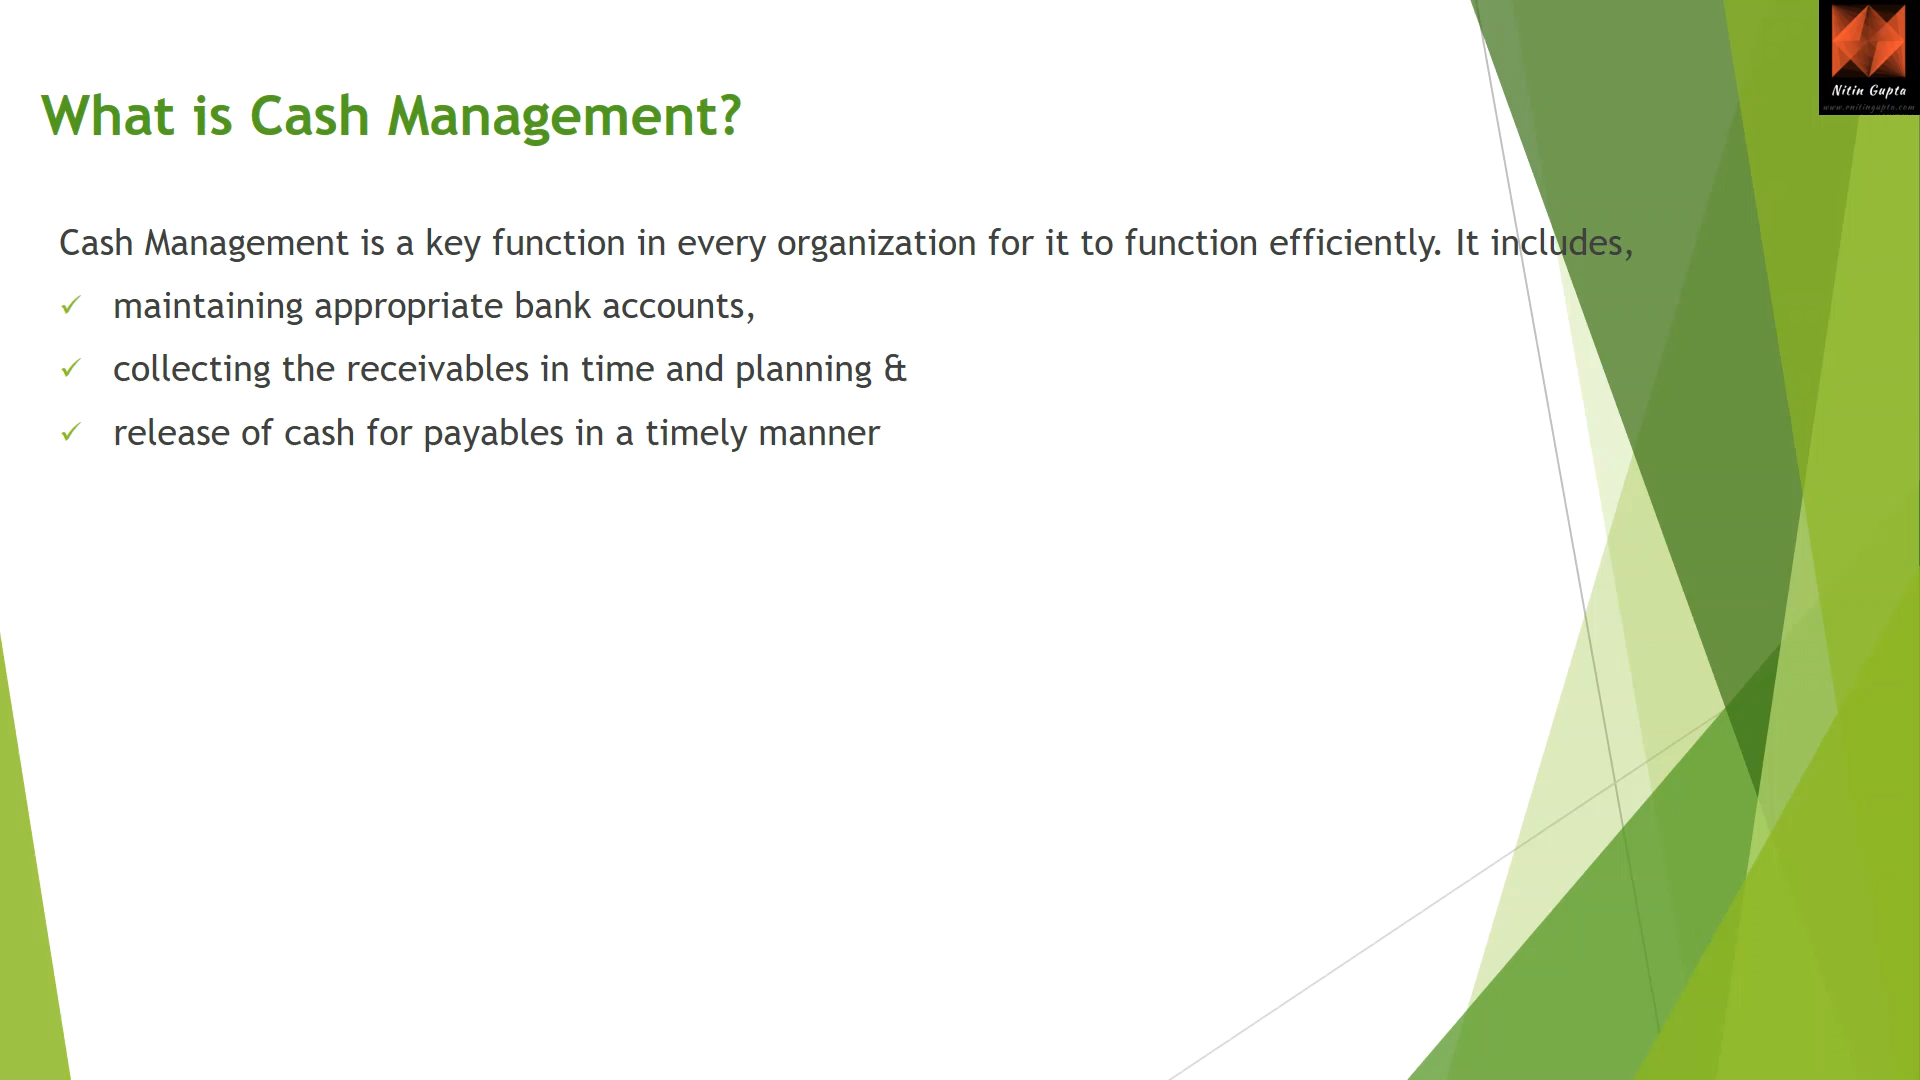 What is Cash Management?
Cash Management is a key function in every organization for it to function efficiently. It includes,
✓ maintaining appropriate bank accounts,
✓ collecting the receivables in time and planning &
✓ release of cash for payables in a timely manner
Nitin Gupta